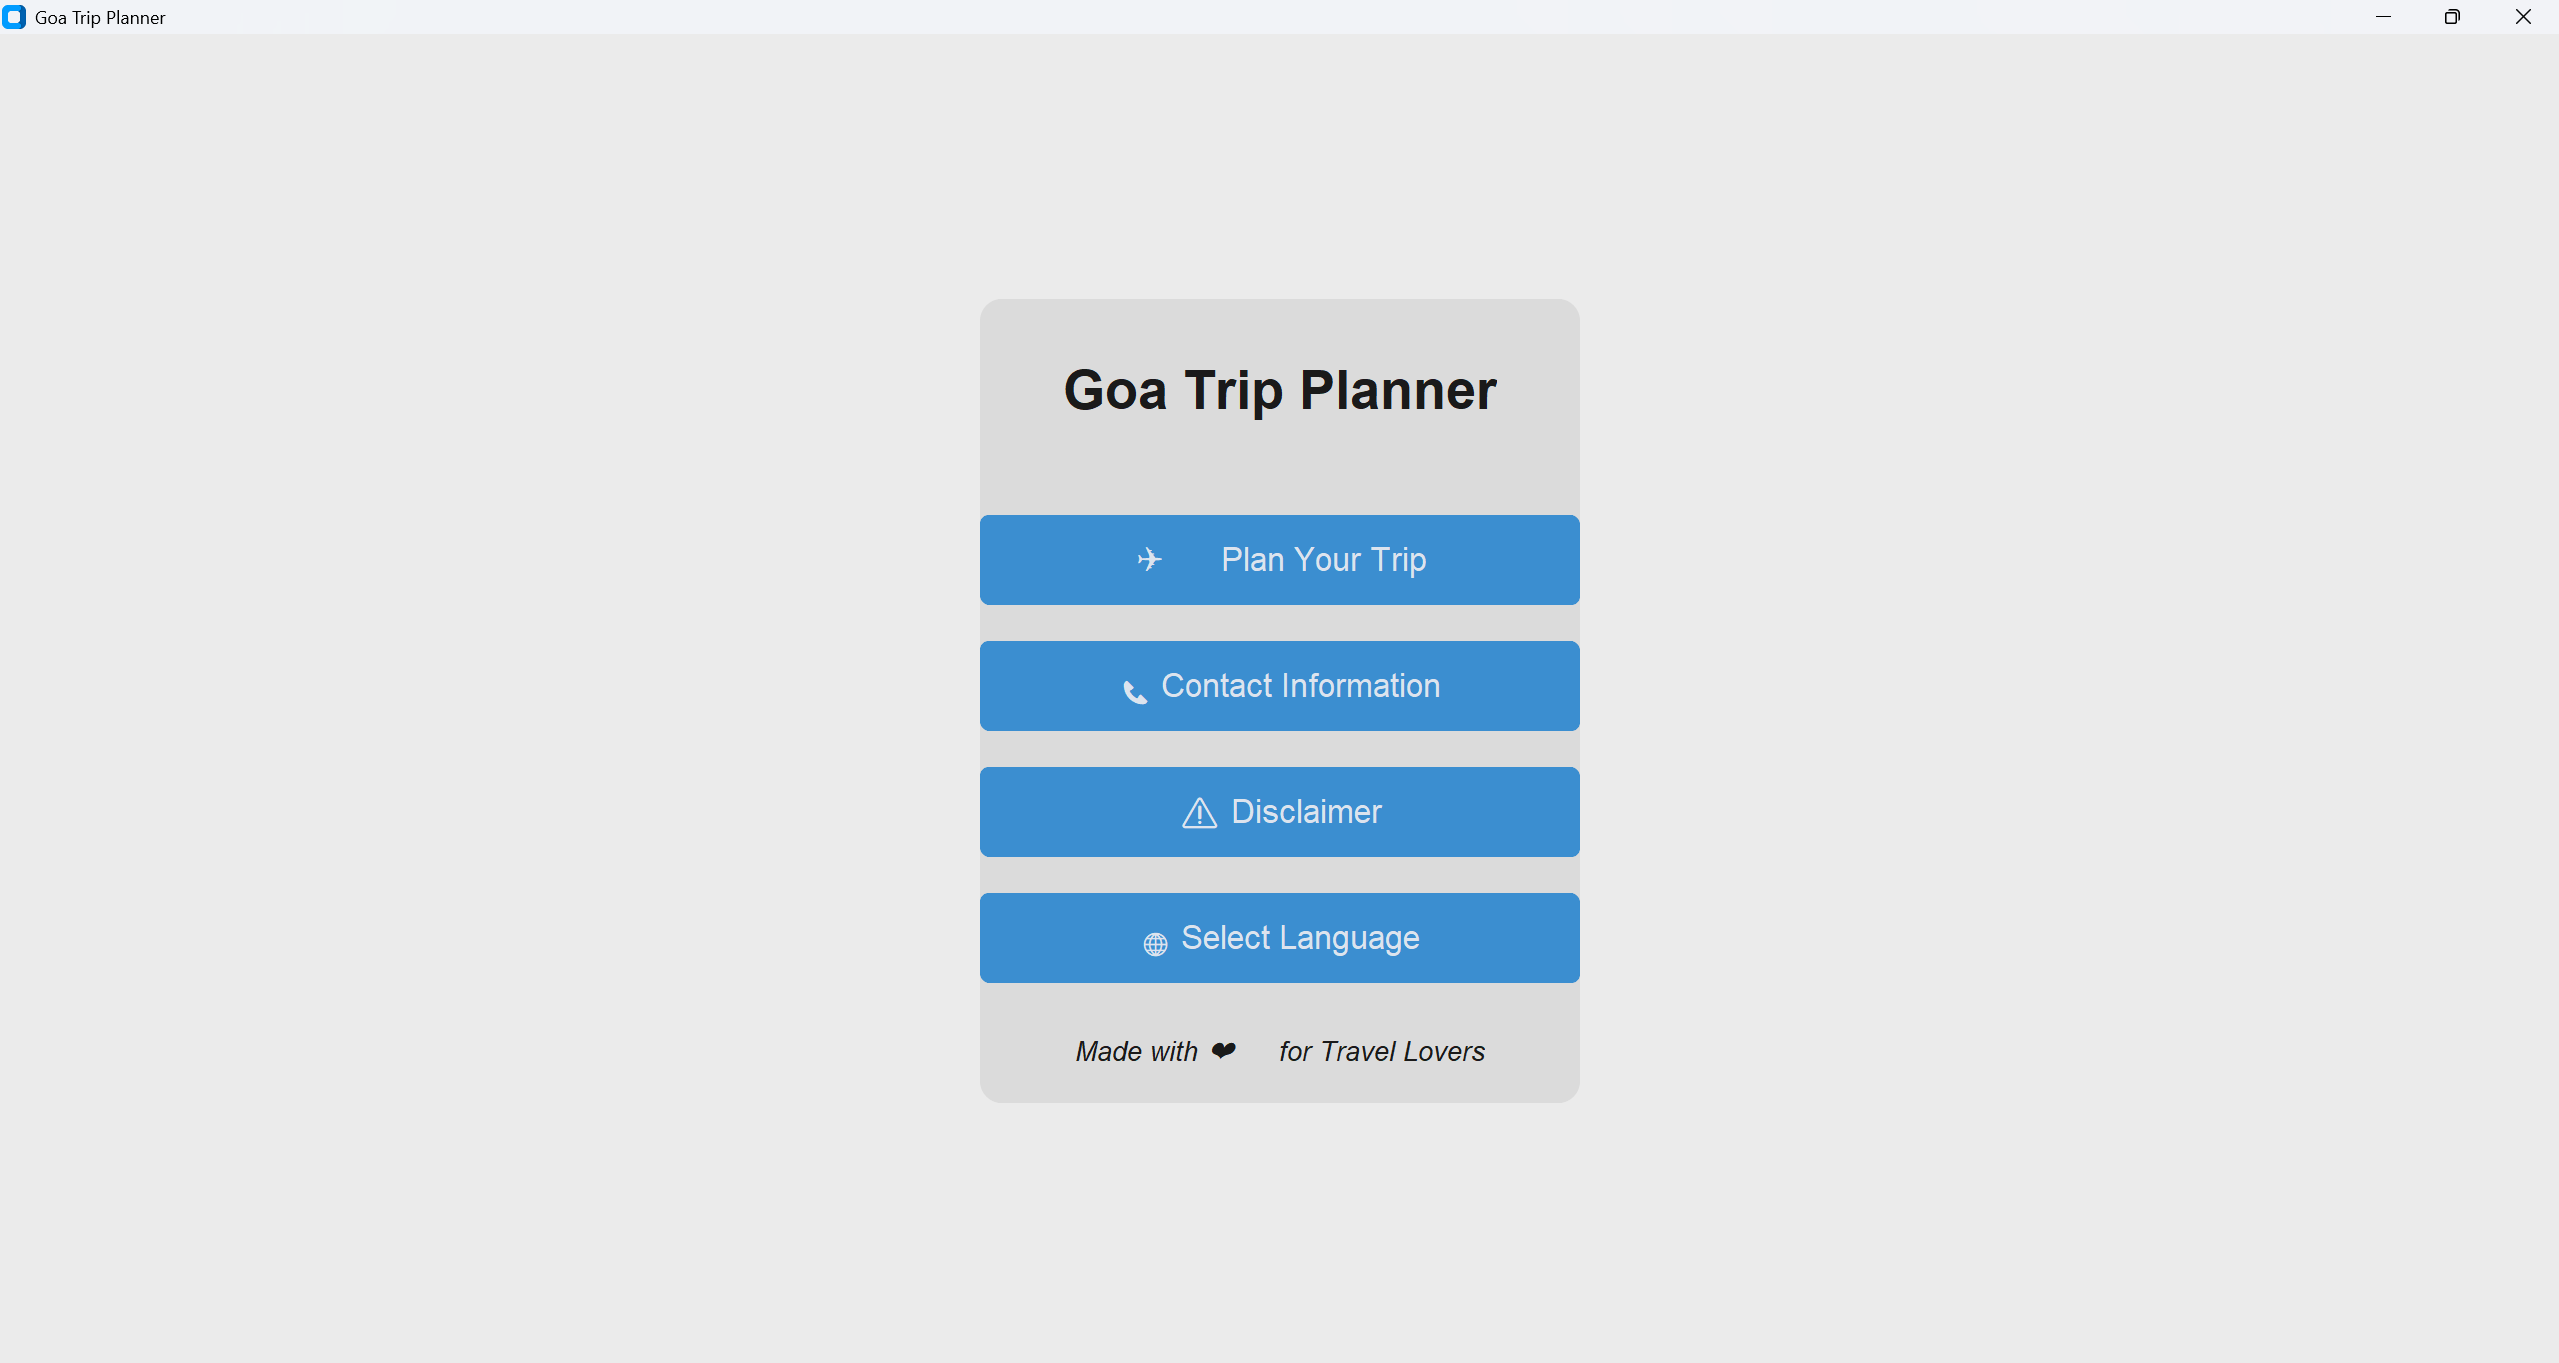 Goa Trip Planner
Goa Trip Planner
✈ Plan Your Trip
📞 Contact Information
⚠ Disclaimer
🌐 Select Language
Made with ❤ for Travel Lovers